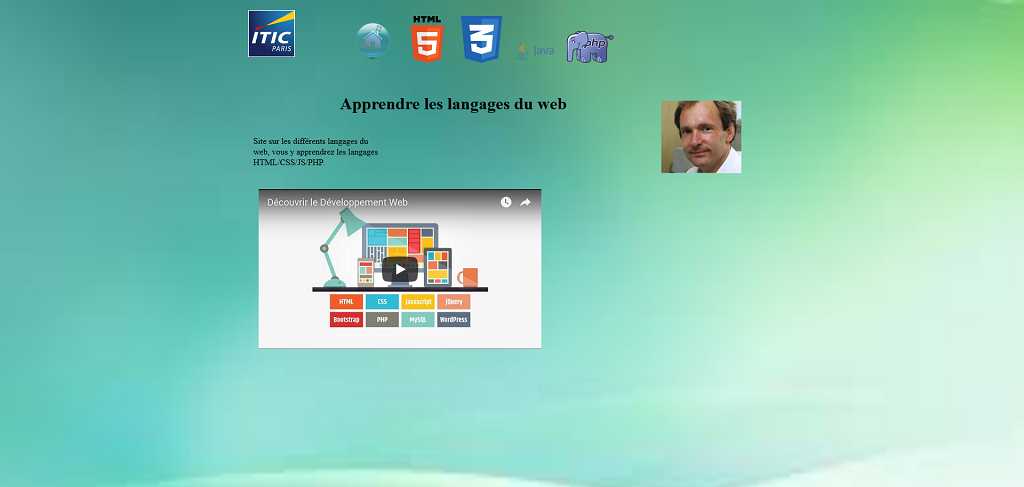 ITIC
PARIS
HTML
5
3
Java
php
Apprendre les langages du web
Site sur les différents langages du
web, vous y apprendrez les langages
HTML/CSS/JS/PHP.
Découvrir le Développement Web
HTML CSS Javascript jQuery
Bootstrap PHP MySQL WordPress